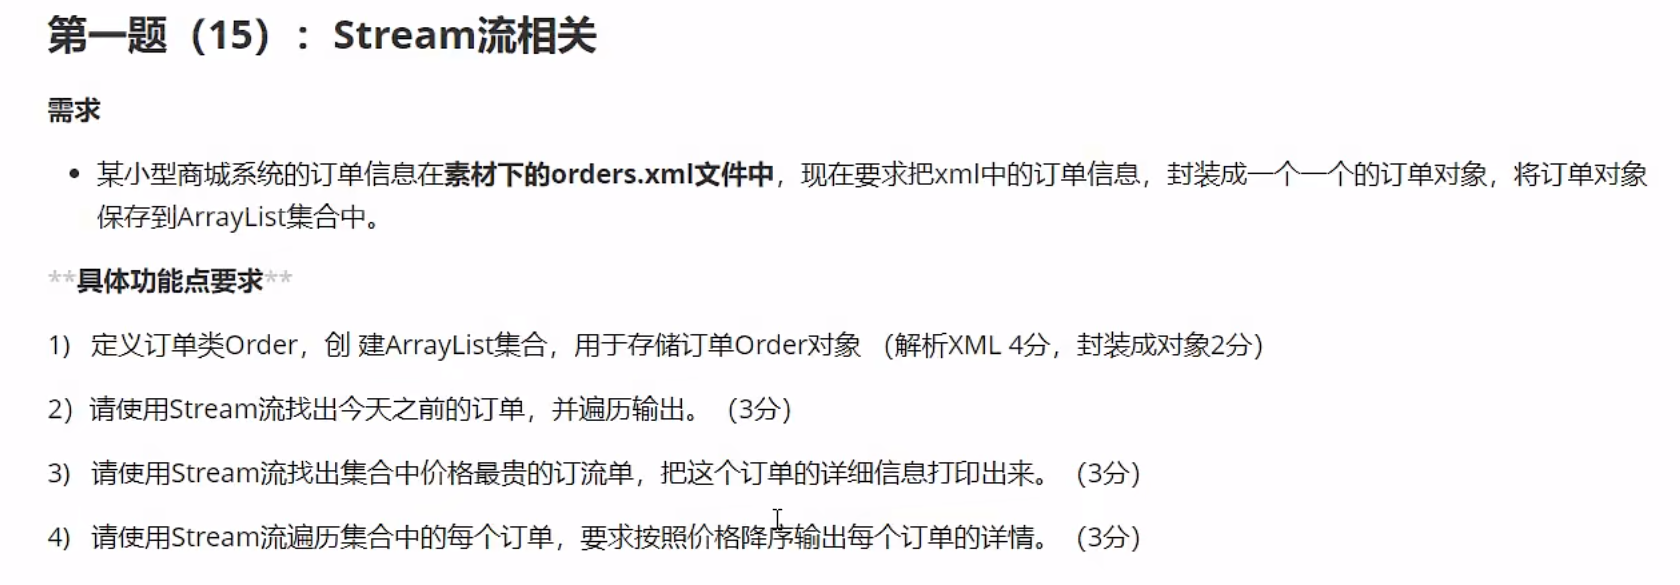 第一题（15）：Stream流相关
需求
• 某小型商城系统的订单信息在素材下的orders.xml文件中，现在要求把xml中的订单信息，封装成一个一个的订单对象，将订单对象
保存到ArrayList集合中。
**具体功能点要求**
1） 定义订单类Order，创 建ArrayList集合，用于存储订单Order对象 （解析XML 4分，封装成对象2分）
2）请使用Stream流找出今天之前的订单，并遍历输出。（3分）
3） 请使用Stream流找出集合中价格最贵的订流单，把这个订单的详细信息打印出来。（3分）
4） 请使用Stream流遍历集合中的每个订单，要求按照价格降序输出每个订单的详情。（3分）